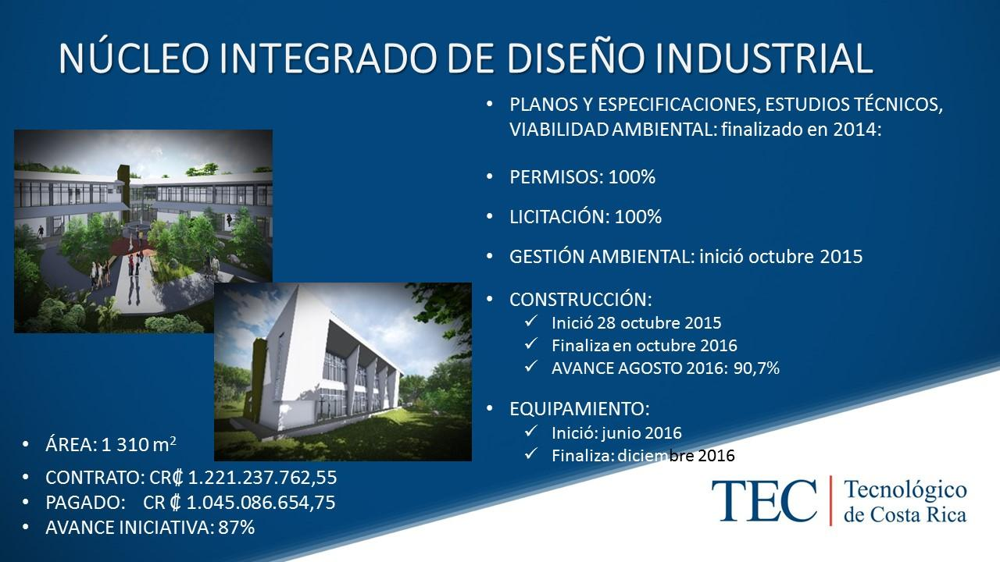 NÚCLEO INTEGRADO DE DISEÑO INDUSTRIAL
• PLANOS Y ESPECIFICACIONES, ESTUDIOS TÉCNICOS,
VIABILIDAD AMBIENTAL: finalizado en 2014:
• PERMISOS: 100%
• LICITACIÓN: 100%
• GESTIÓN AMBIENTAL: inició octubre 2015
• CONSTRUCCIÓN:
✓ Inició 28 octubre 2015
✓ Finaliza en octubre 2016
✓ AVANCE AGOSTO 2016: 90,7%
• EQUIPAMIENTO:
✓ Inició: junio 2016
✓ Finaliza: diciembre 2016
• ÁREA: 1 310 m²
• CONTRATO: CR₡ 1.221.237.762,55
• PAGADO: CR ₡ 1.045.086.654,75
• AVANCE INICIATIVA: 87%
TEC | Tecnológico
de Costa Rica